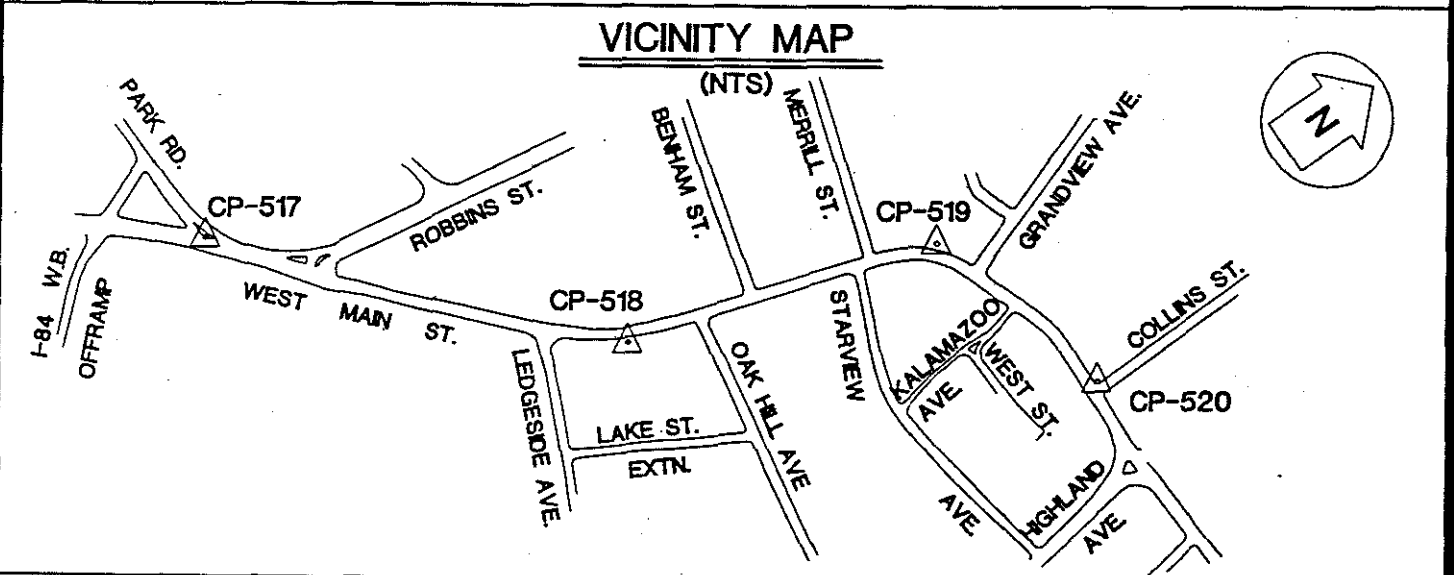 VICINITY MAP
(NTS)
N
PARK RD.
CP-517
ROBBINS ST.
BENHAM ST.
MERRILL ST.
CP-519
GRANDVIEW AVE.
I-84 W.B.
OFFRAMP
WEST MAIN ST.
CP-518
LEDGESIDE AVE.
LAKE ST.
EXTN.
OAK HILL AVE
STARVIEW
AVE.
KALAMAZOO
AVE.
WEST ST.
COLLINS ST.
CP-520
HIGHLAND
AVE.